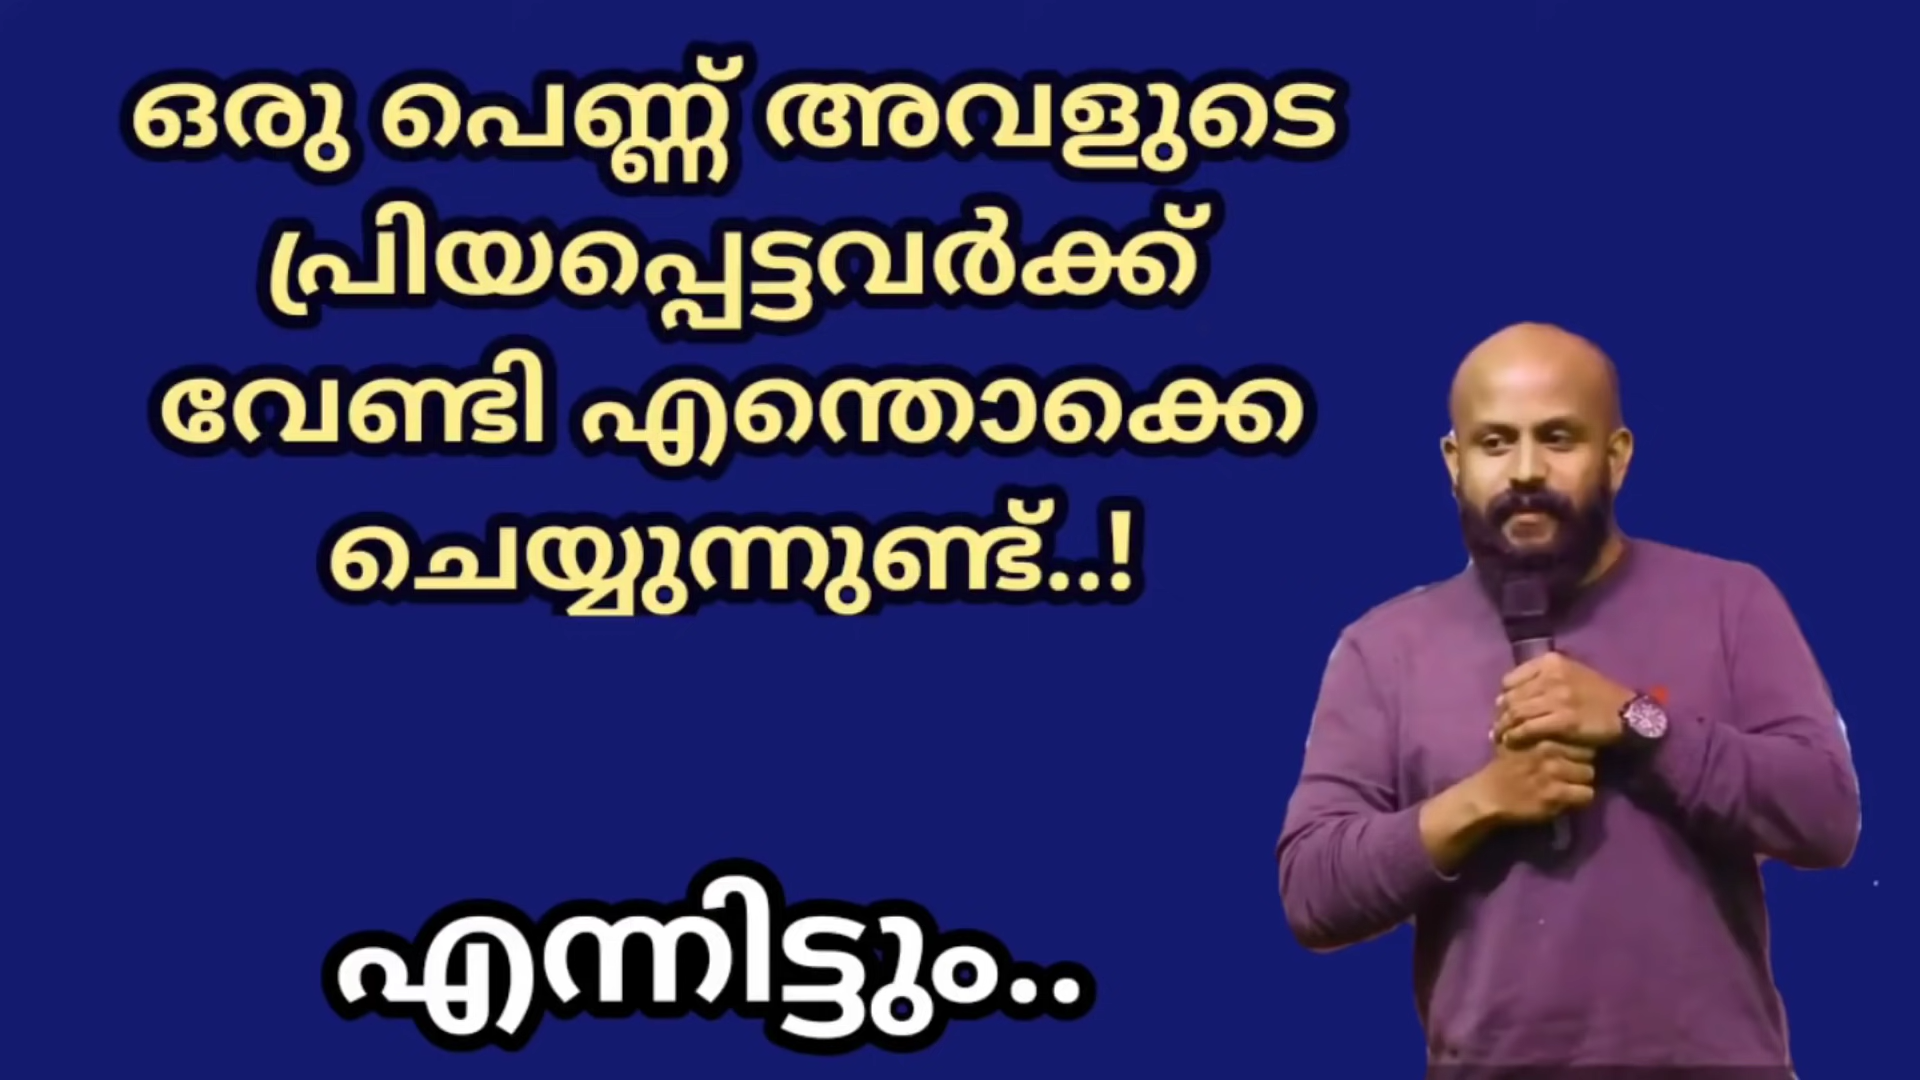 ഒരു പെണ്ണ് അവളുടെ
പ്രിയപ്പെട്ടവർക്ക്
വേണ്ടി എന്തൊക്കെ
ചെയ്യുന്നുണ്ട്..!
എന്നിട്ടും..